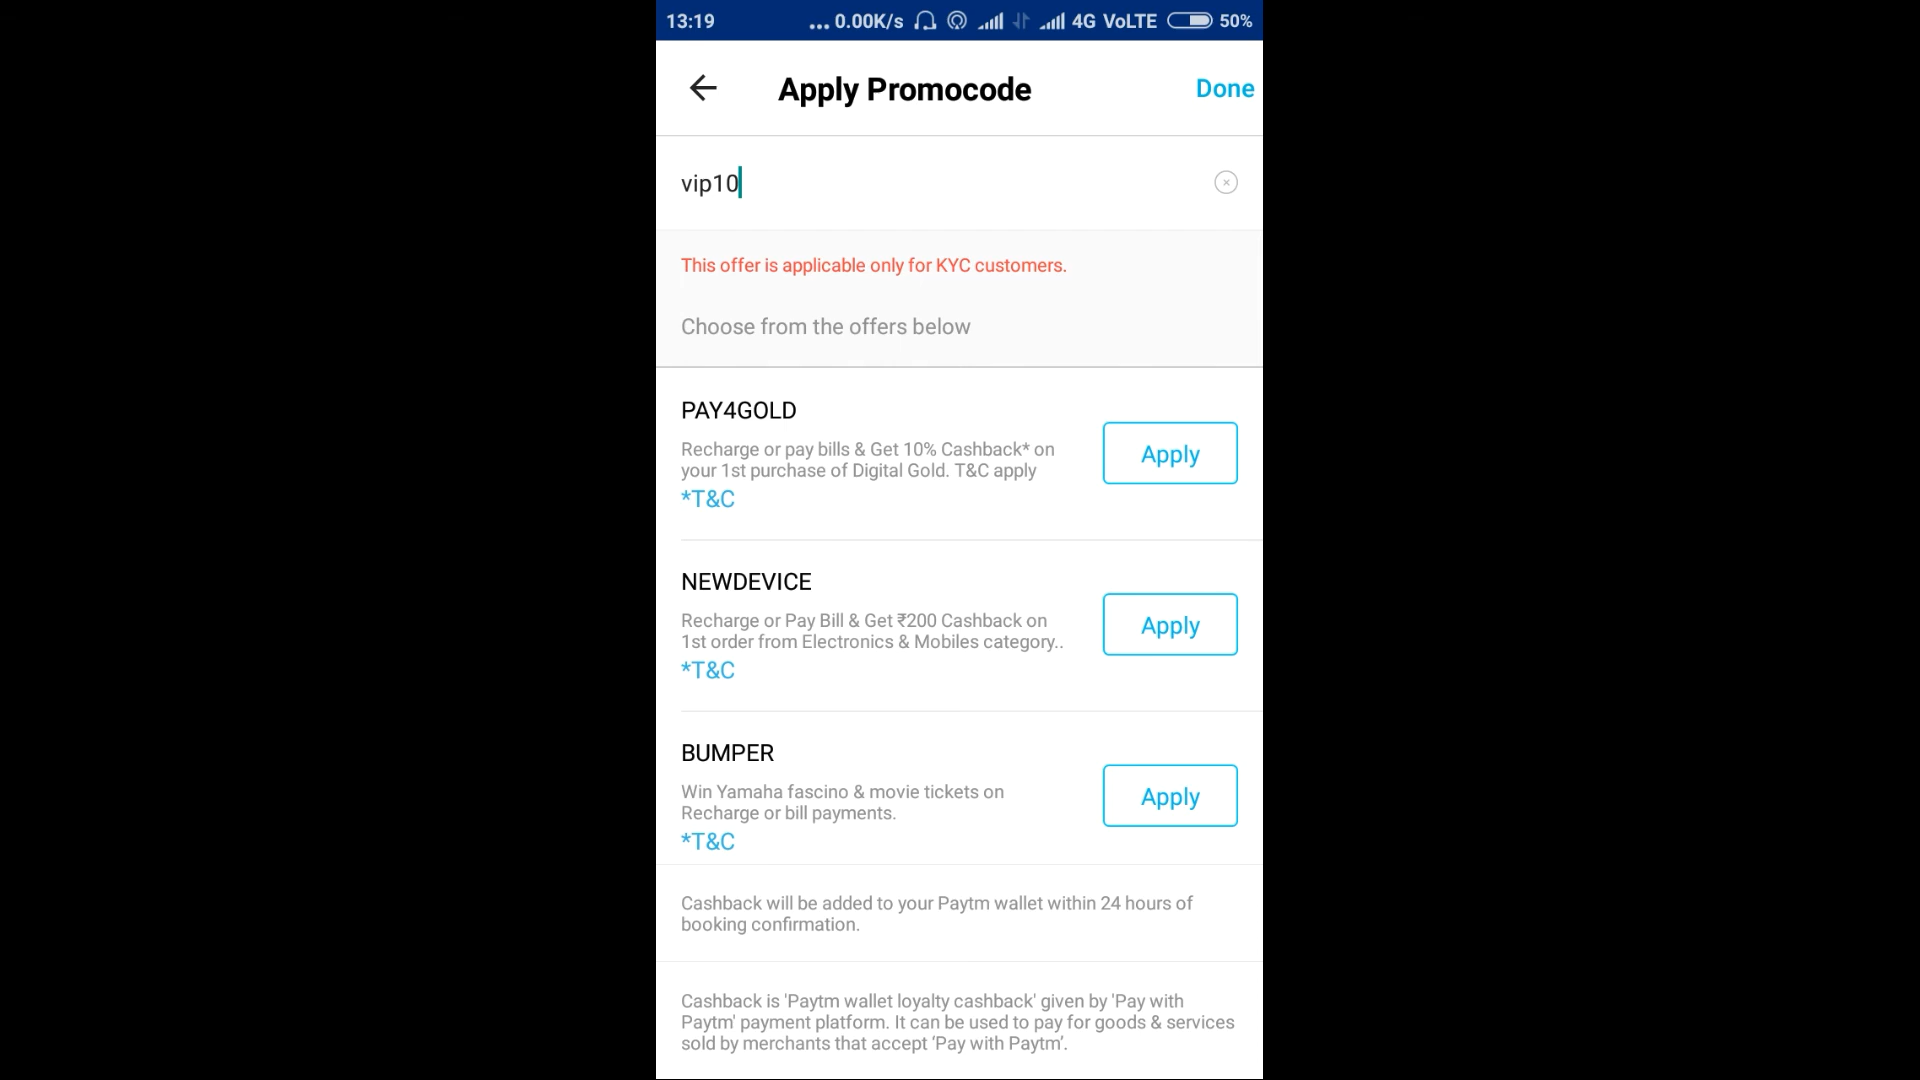 13:19 ... 0.00K/s 4G VoLTE 50%
Apply Promocode Done
vip10
This offer is applicable only for KYC customers.
Choose from the offers below
PAY4GOLD
Recharge or pay bills & Get 10% Cashback* on
your 1st purchase of Digital Gold. T&C apply
*T&C
Apply
NEWDEVICE
Recharge or Pay Bill & Get ₹200 Cashback on
1st order from Electronics & Mobiles category..
*T&C
Apply
BUMPER
Win Yamaha fascino & movie tickets on
Recharge or bill payments.
*T&C
Apply
Cashback will be added to your Paytm wallet within 24 hours of
booking confirmation.
Cashback is 'Paytm wallet loyalty cashback' given by 'Pay with
Paytm' payment platform. It can be used to pay for goods & services
sold by merchants that accept ‘Pay with Paytm’.